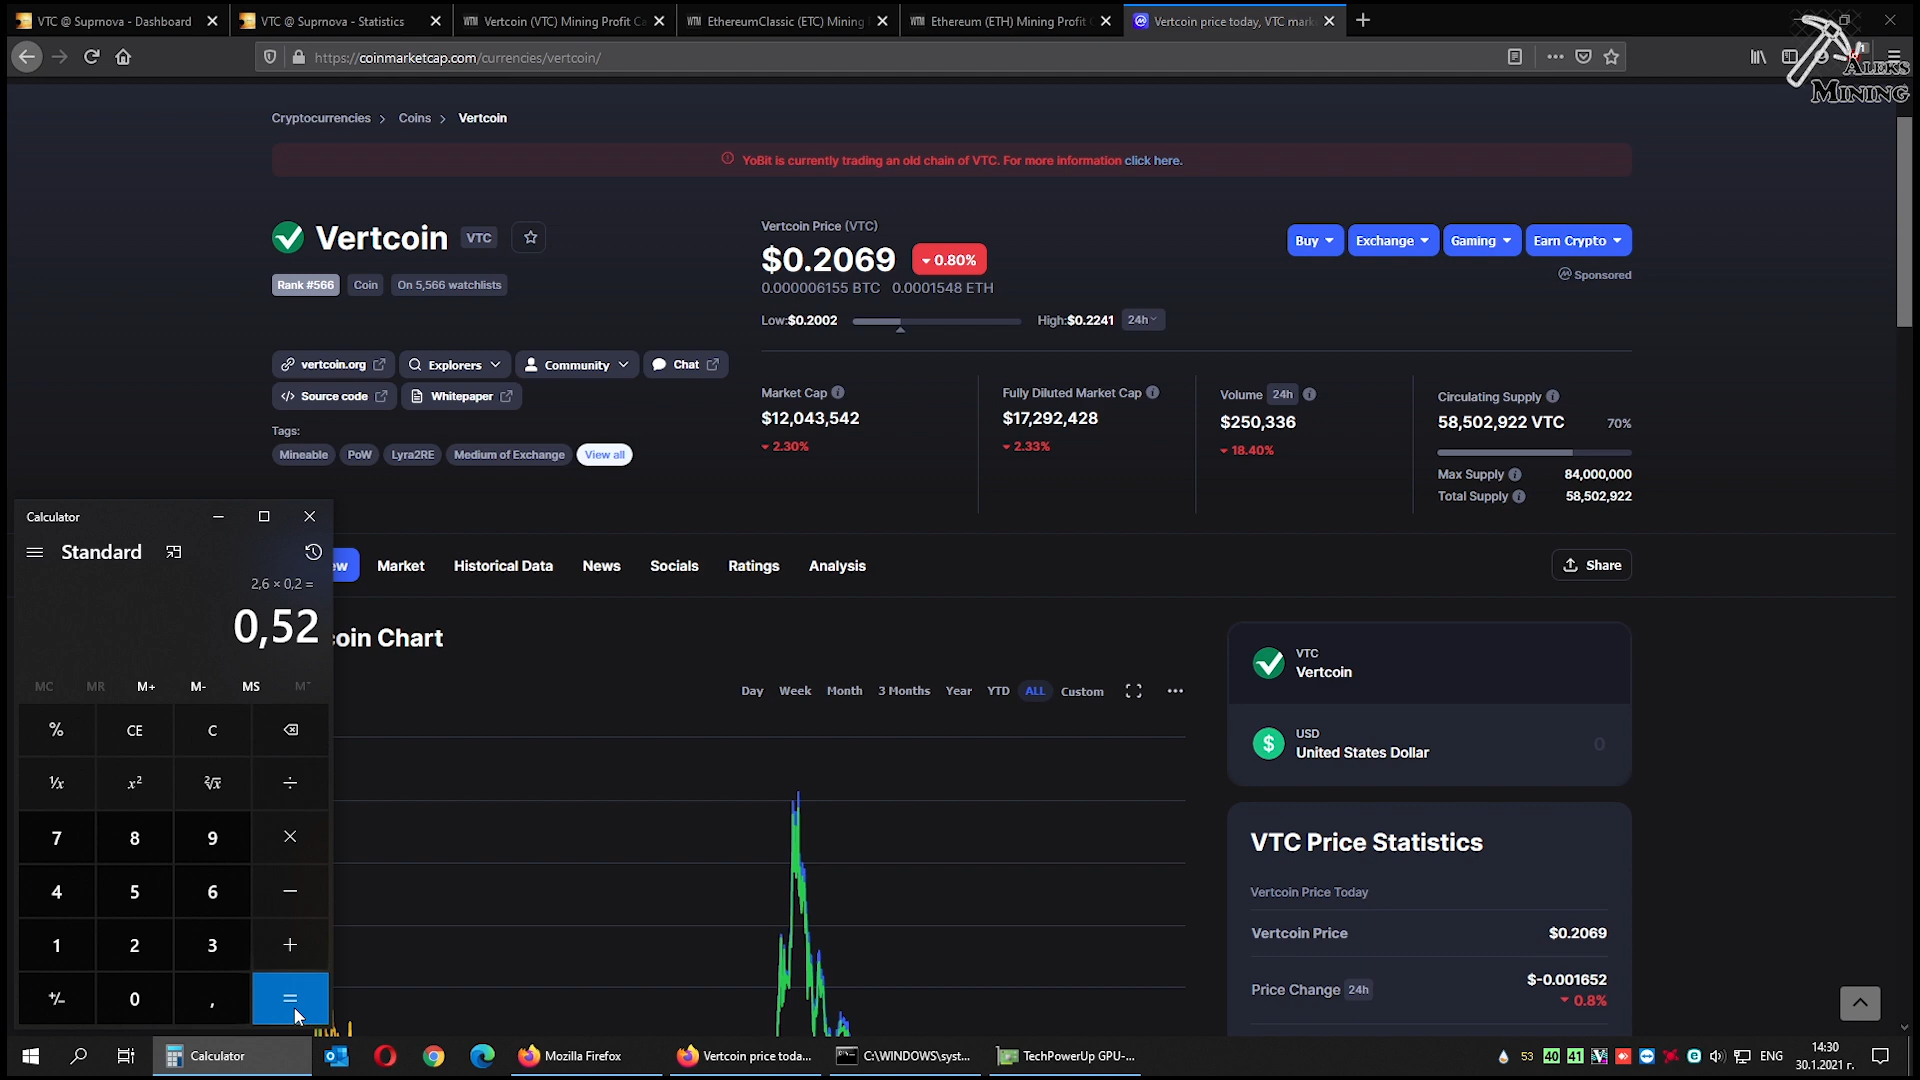 VTC @ Suprnova - Dashboard
VTC @ Suprnova - Statistics
Vertcoin (VTC) Mining Profit Ca
EthereumClassic (ETC) Mining
Ethereum (ETH) Mining Profit
Vertcoin price today, VTC mark
https://coinmarketcap.com/currencies/vertcoin/
ALEKS
MINING
Cryptocurrencies > Coins > Vertcoin
YoBit is currently trading an old chain of VTC. For more information click here.
Vertcoin VTC
Rank #566 Coin On 5,566 watchlists
vertcoin.org Explorers Community Chat
Source code Whitepaper
Tags:
Mineable PoW Lyra2RE Medium of Exchange View all
Vertcoin Price (VTC)
$0.2069 0.80%
0.000006155 BTC 0.0001548 ETH
Low:$0.2002 High:$0.2241 24h
Buy Exchange Gaming Earn Crypto
Sponsored
Market Cap
$12,043,542
2.30%
Fully Diluted Market Cap
$17,292,428
2.33%
Volume 24h
$250,336
18.40%
Circulating Supply
58,502,922 VTC 70%
Max Supply 84,000,000
Total Supply 58,502,922
ew Market Historical Data News Socials Ratings Analysis
Share
coin Chart
Day Week Month 3 Months Year YTD ALL Custom
VTC
Vertcoin
USD
United States Dollar 0
VTC Price Statistics
Vertcoin Price Today
Vertcoin Price $0.2069
Price Change 24h $-0.001652
0.8%
Calculator
Standard
2,6 × 0,2 =
0,52
MC MR M+ M- MS
% CE C
¹/x x² ²√x ÷
7 8 9 ×
4 5 6 −
1 2 3 +
+/- 0 , =
Calculator
Mozilla Firefox
Vertcoin price toda...
C:\WINDOWS\syst...
TechPowerUp GPU-...
53 40 41
ENG
14:30
30.1.2021 г.